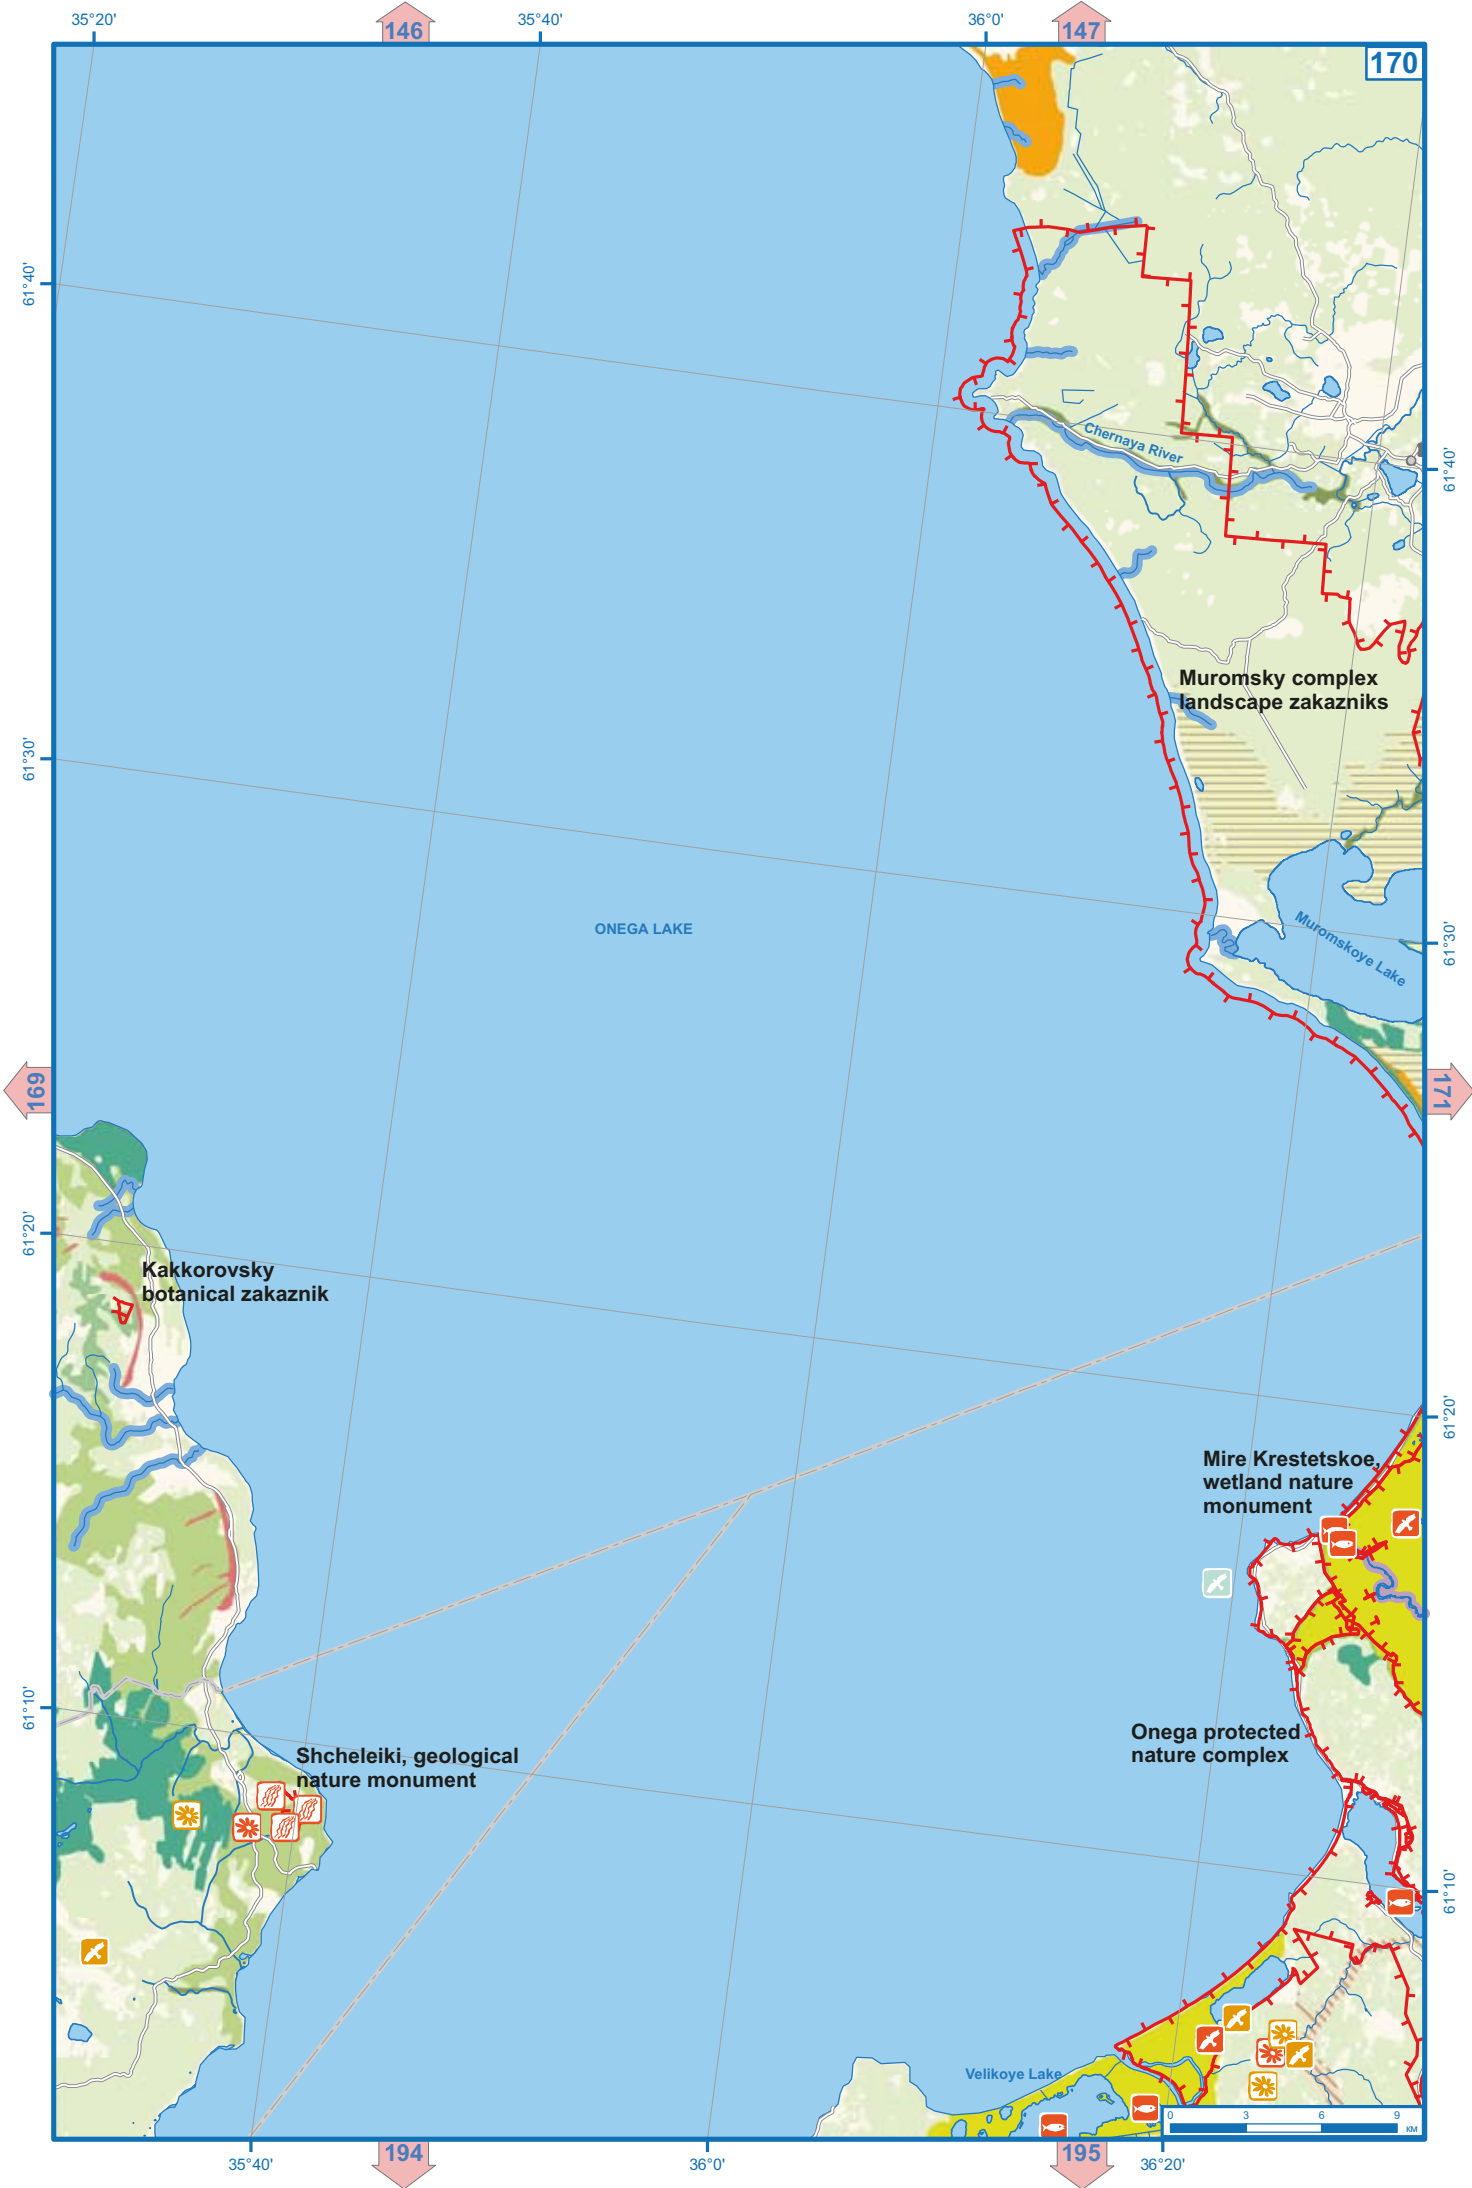 35°20'
146
35°40'
36°0'
147
170
61°40'
Chernaya River
61°40'
Muromsky complex
landscape zakazniks
61°30'
ONEGA LAKE
Muromskoye Lake
61°30'
169
171
61°20'
Kakkorovsky
botanical zakaznik
61°20'
Mire Krestetskoe,
wetland nature
monument
61°10'
Onega protected
nature complex
Shcheleiki, geological
nature monument
61°10'
Velikoye Lake
0 3 6 9
км
35°40'
194
36°0'
195
36°20'